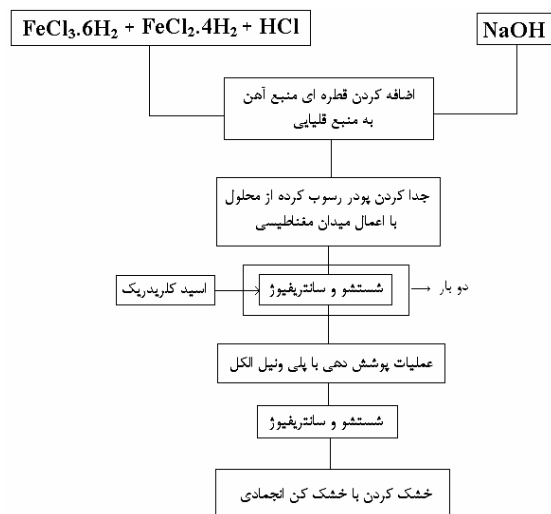 FeCl₃.6H₂ + FeCl₂.4H₂ + HCl
NaOH
اضافه کردن قطره ای منبع آهن
به منبع قلیایی
جدا کردن پودر رسوب کرده از محلول
با اعمال میدان مغناطیسی
اسید کلریدریک
شستشو و سانتریفیوژ
دو بار
عملیات پوشش دهی با پلی ونیل الکل
شستشو و سانتریفیوژ
خشک کردن با خشک کن انجمادی